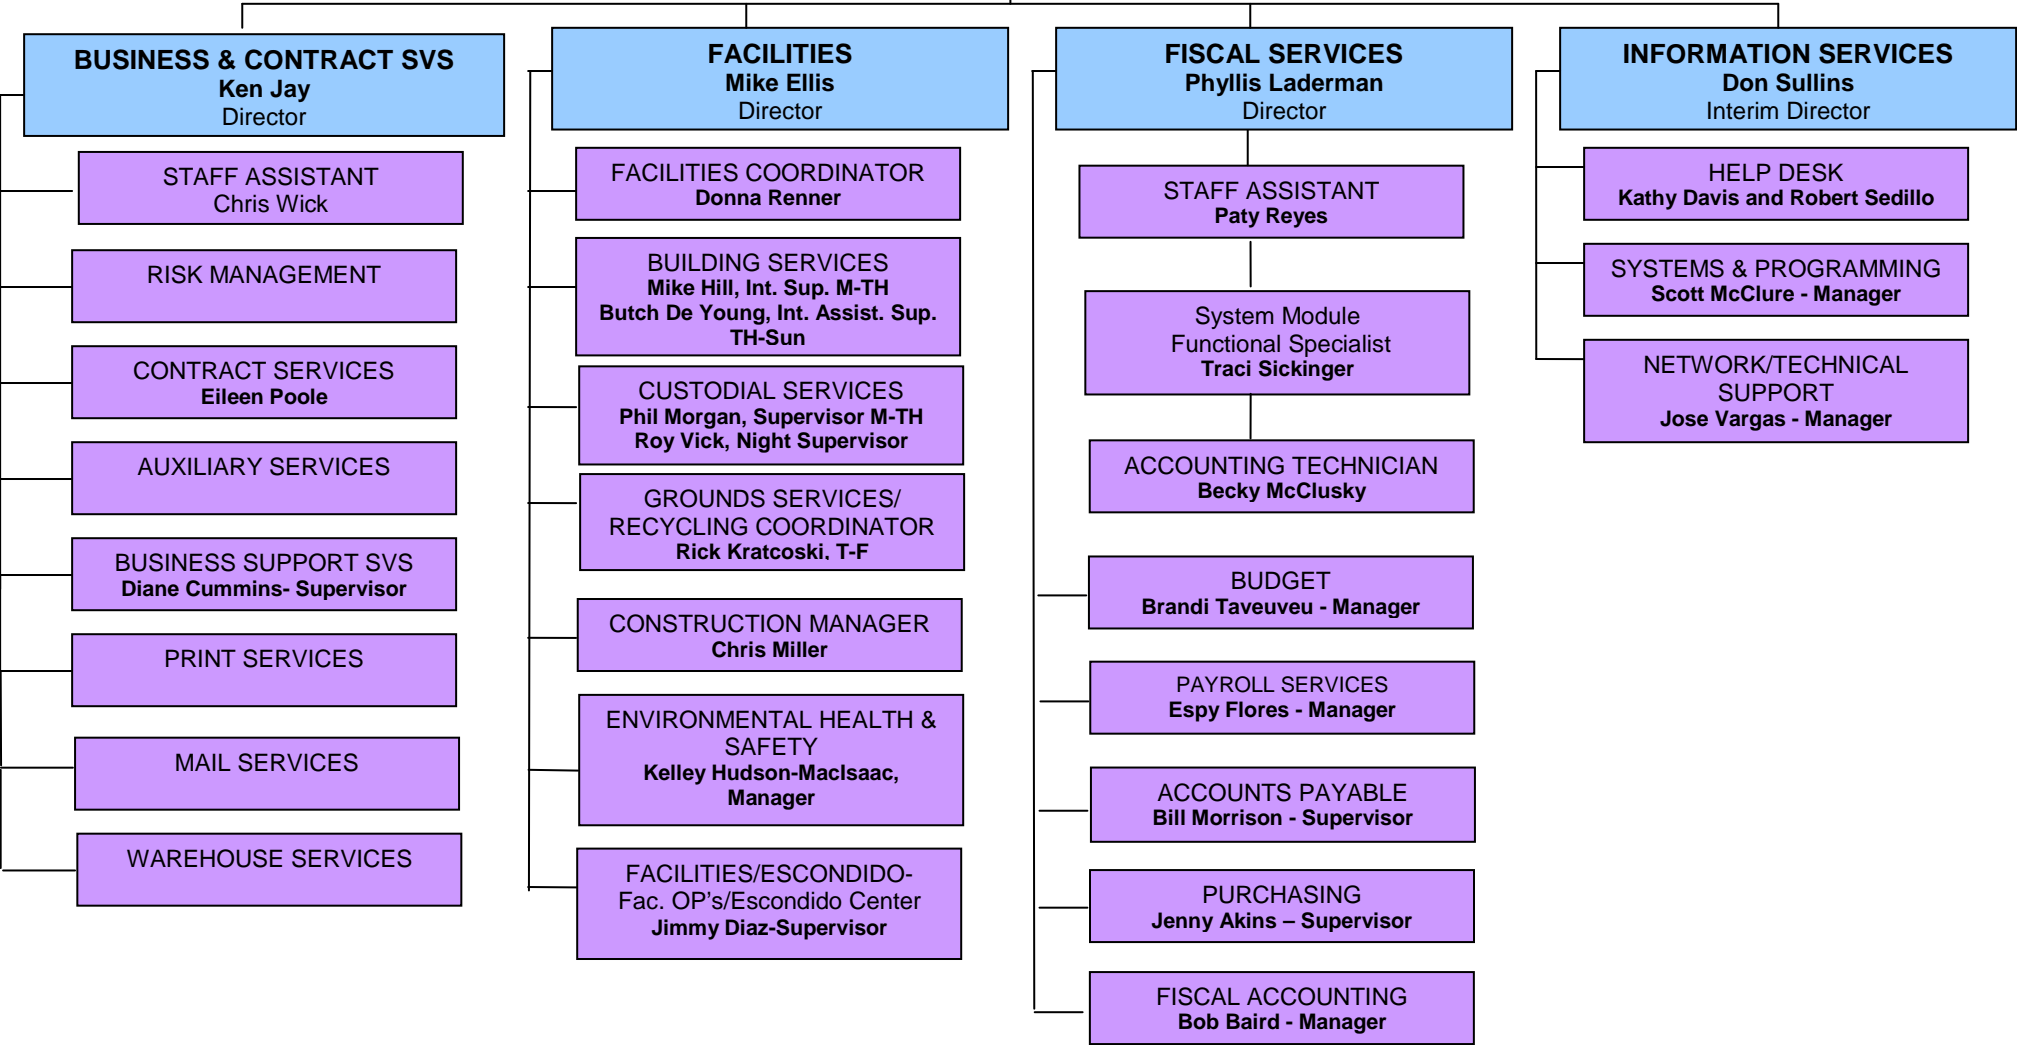 BUSINESS & CONTRACT SVS
Ken Jay
Director
STAFF ASSISTANT
Chris Wick
RISK MANAGEMENT
CONTRACT SERVICES
Eileen Poole
AUXILIARY SERVICES
BUSINESS SUPPORT SVS
Diane Cummins- Supervisor
PRINT SERVICES
MAIL SERVICES
WAREHOUSE SERVICES
FACILITIES
Mike Ellis
Director
FACILITIES COORDINATOR
Donna Renner
BUILDING SERVICES
Mike Hill, Int. Sup. M-TH
Butch De Young, Int. Assist. Sup.
TH-Sun
CUSTODIAL SERVICES
Phil Morgan, Supervisor M-TH
Roy Vick, Night Supervisor
GROUNDS SERVICES/
RECYCLING COORDINATOR
Rick Kratcoski, T-F
CONSTRUCTION MANAGER
Chris Miller
ENVIRONMENTAL HEALTH &
SAFETY
Kelley Hudson-MacIsaac,
Manager
FACILITIES/ESCONDIDO-
Fac. OP's/Escondido Center
Jimmy Diaz-Supervisor
FISCAL SERVICES
Phyllis Laderman
Director
STAFF ASSISTANT
Paty Reyes
System Module
Functional Specialist
Traci Sickinger
ACCOUNTING TECHNICIAN
Becky McClusky
BUDGET
Brandi Taveuveu - Manager
PAYROLL SERVICES
Espy Flores - Manager
ACCOUNTS PAYABLE
Bill Morrison - Supervisor
PURCHASING
Jenny Akins – Supervisor
FISCAL ACCOUNTING
Bob Baird - Manager
INFORMATION SERVICES
Don Sullins
Interim Director
HELP DESK
Kathy Davis and Robert Sedillo
SYSTEMS & PROGRAMMING
Scott McClure - Manager
NETWORK/TECHNICAL
SUPPORT
Jose Vargas - Manager